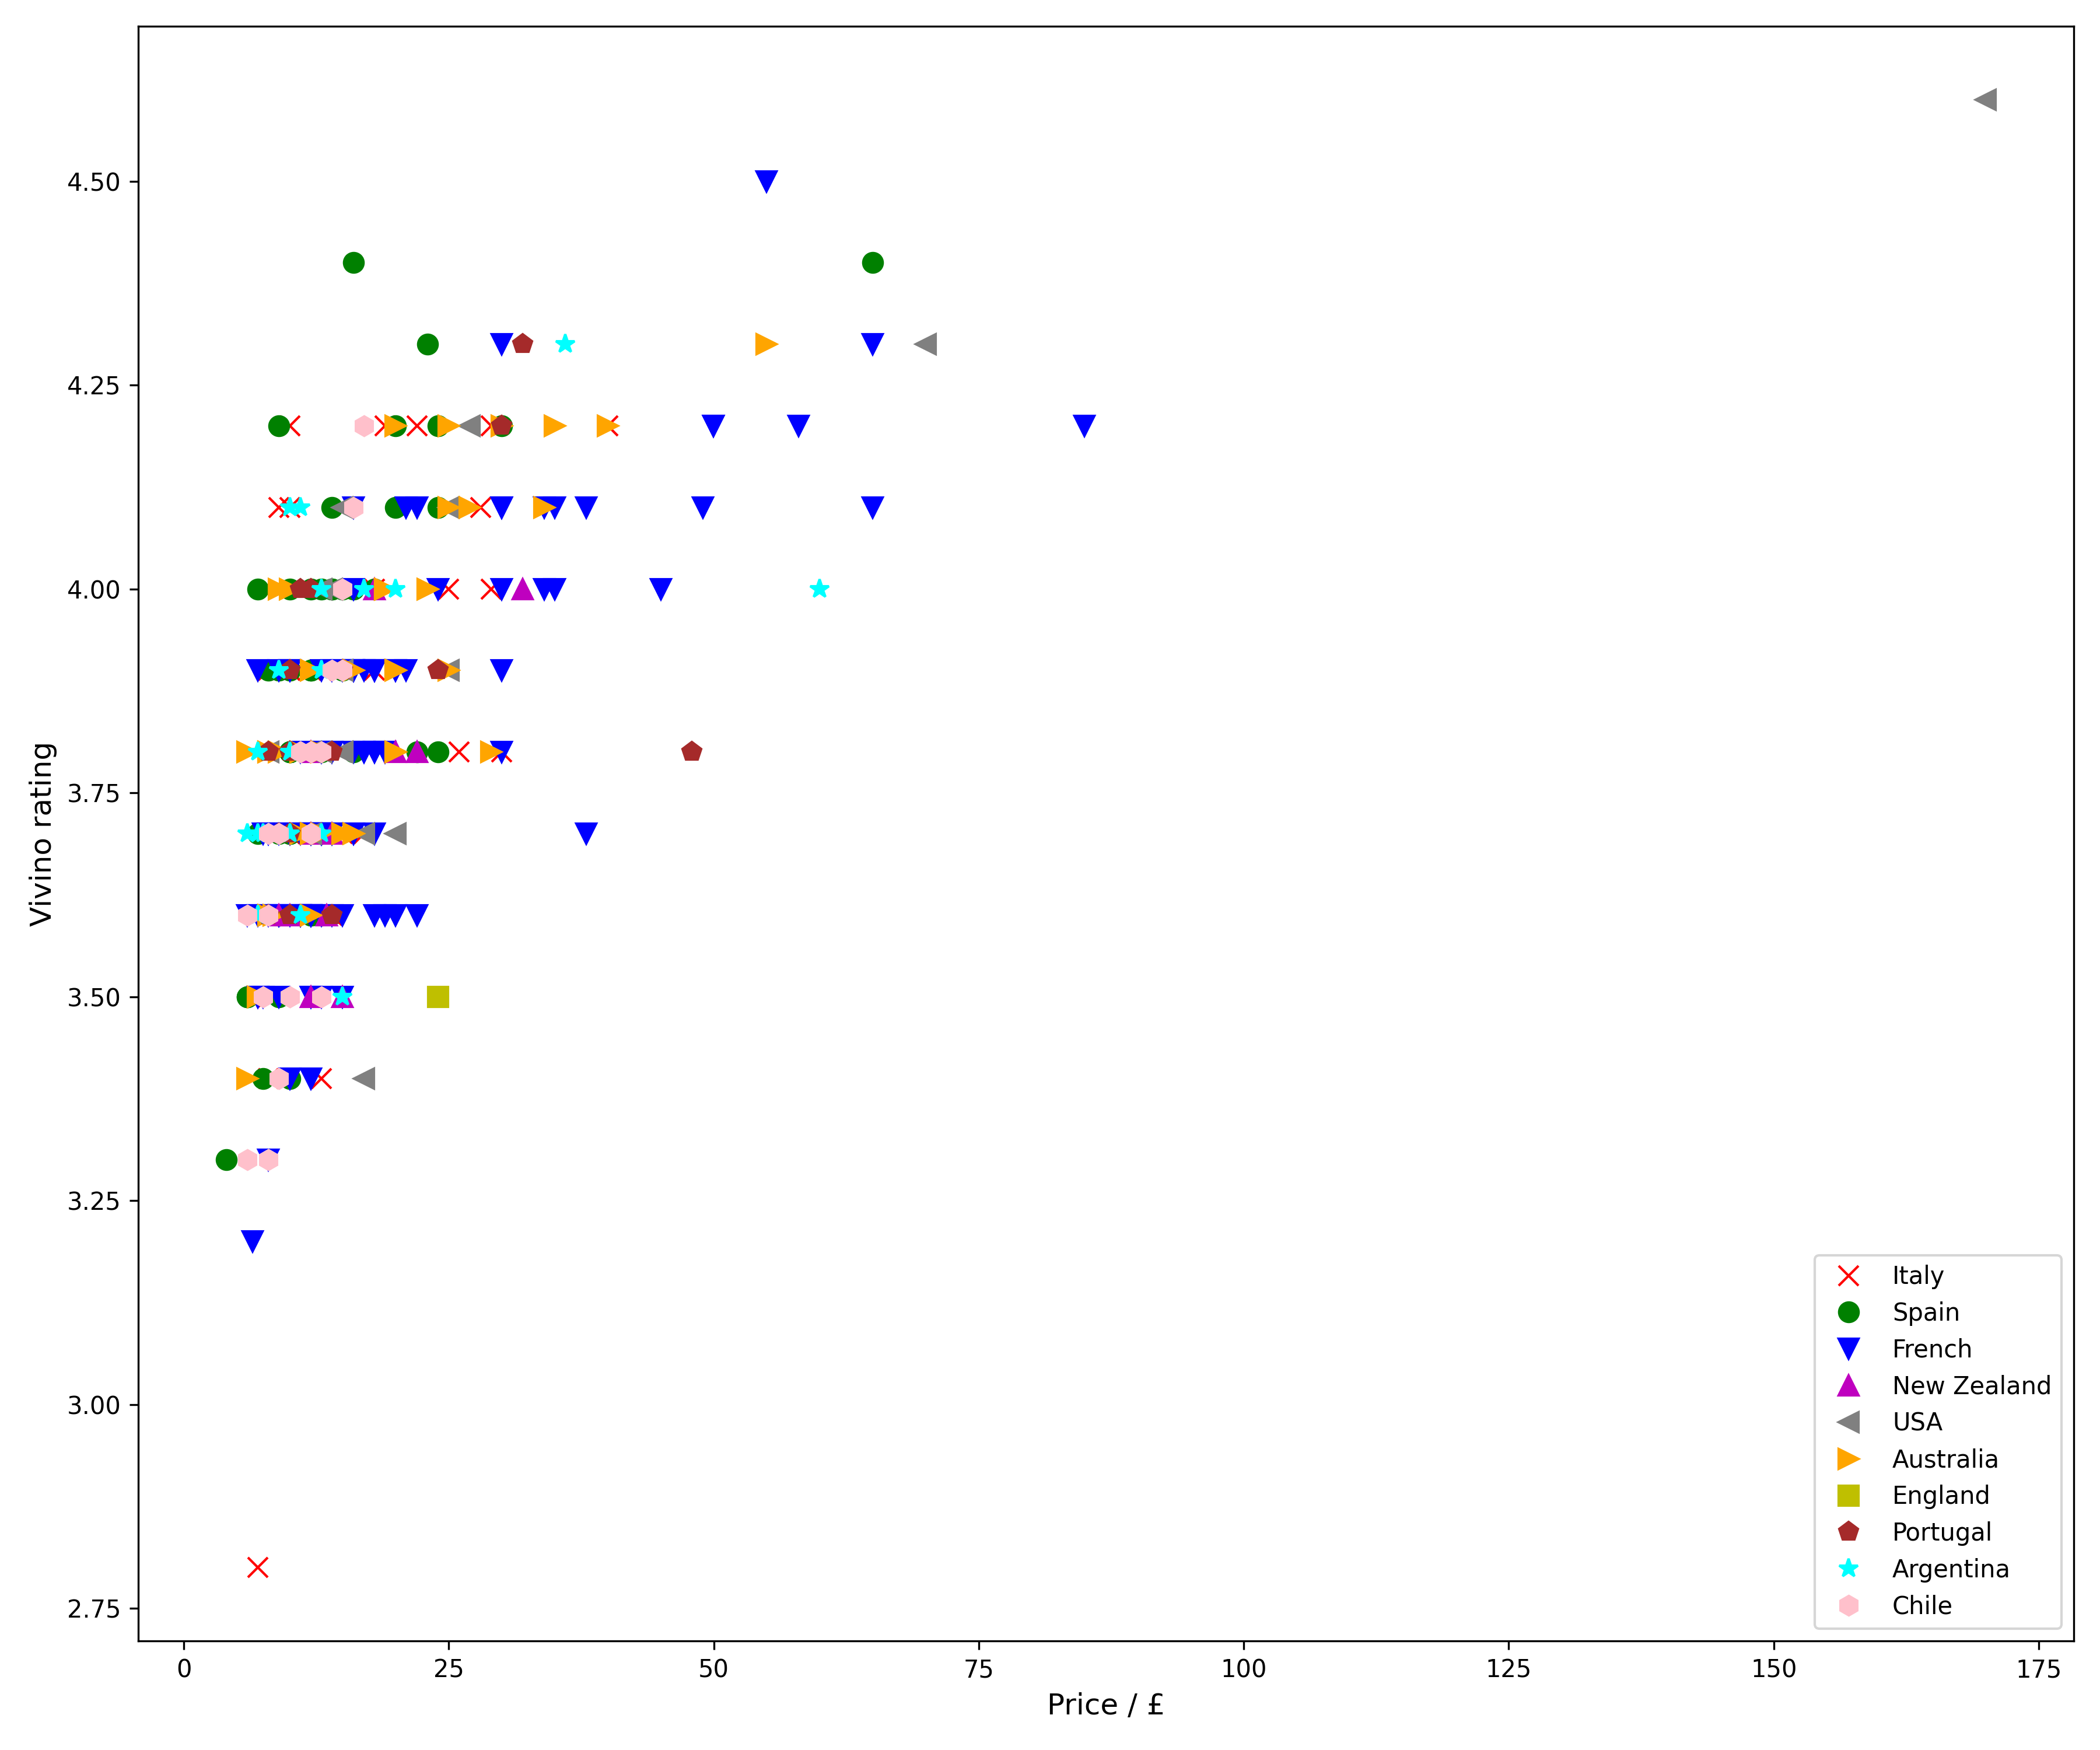 4.50
4.25
4.00
3.75
3.50
3.25
3.00
2.75
Vivino rating
0 25 50 75 100 125 150 175
Price / £
Italy
Spain
French
New Zealand
USA
Australia
England
Portugal
Argentina
Chile